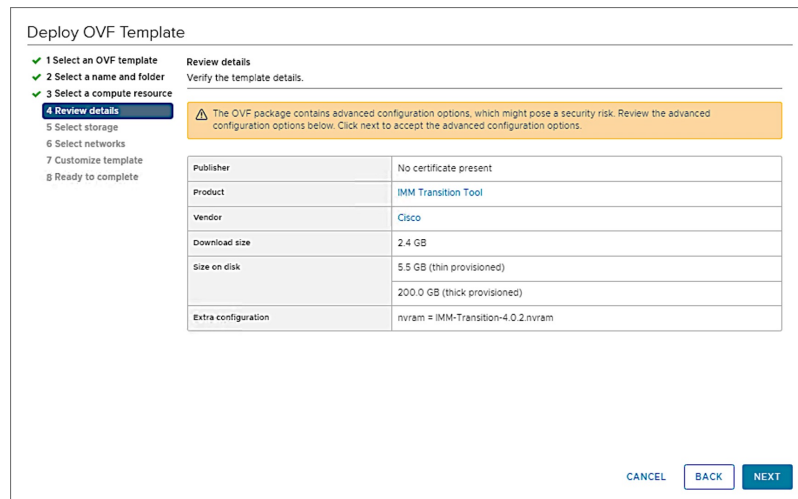 Deploy OVF Template
1 Select an OVF template
2 Select a name and folder
3 Select a compute resource
4 Review details
5 Select storage
6 Select networks
7 Customize template
8 Ready to complete
Review details
Verify the template details.
The OVF package contains advanced configuration options, which might pose a security risk. Review the advanced
configuration options below. Click next to accept the advanced configuration options.
Publisher No certificate present
Product IMM Transition Tool
Vendor Cisco
Download size 2.4 GB
Size on disk 5.5 GB (thin provisioned)
200.0 GB (thick provisioned)
Extra configuration nvram = IMM-Transition-4.0.2.nvram
CANCEL BACK NEXT